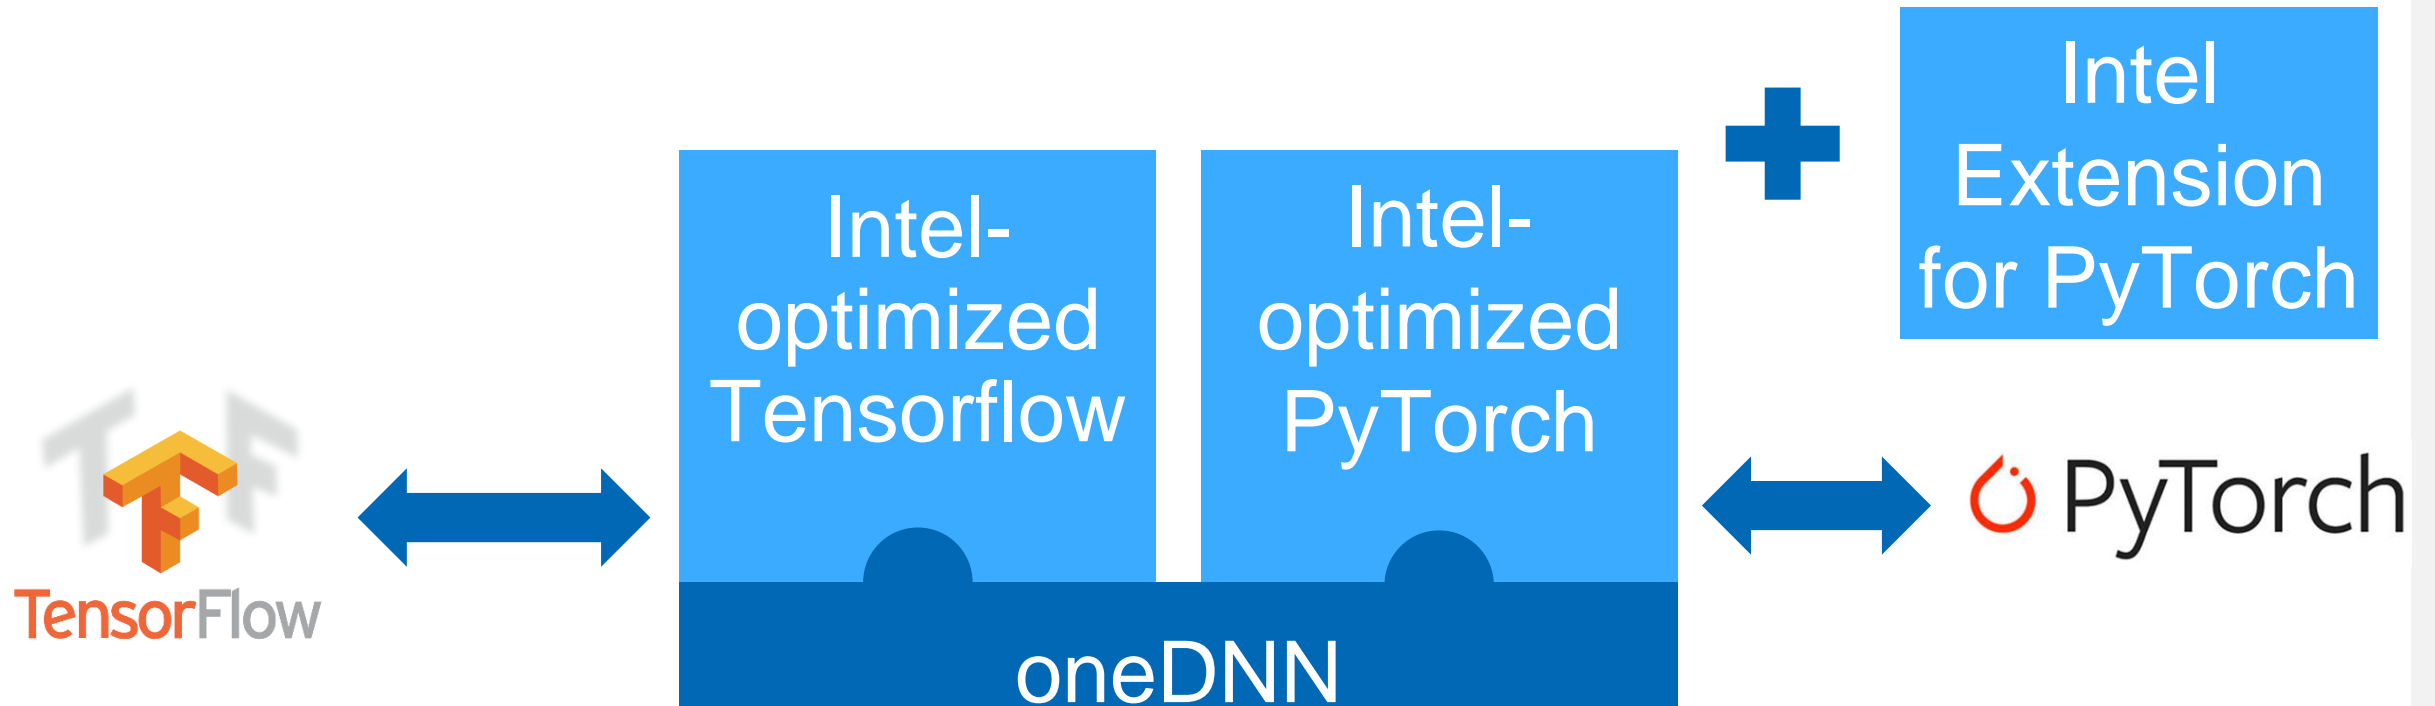 Intel
Extension
for PyTorch
Intel-
optimized
Tensorflow
Intel-
optimized
PyTorch
TensorFlow
PyTorch
oneDNN